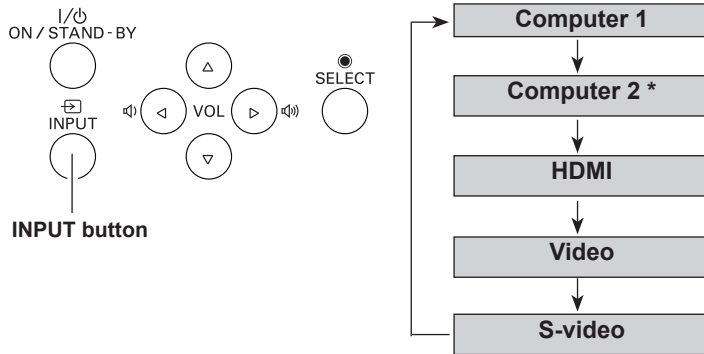 I/⏻
ON / STAND - BY
INPUT
VOL
SELECT
INPUT button
Computer 1
Computer 2 *
HDMI
Video
S-video